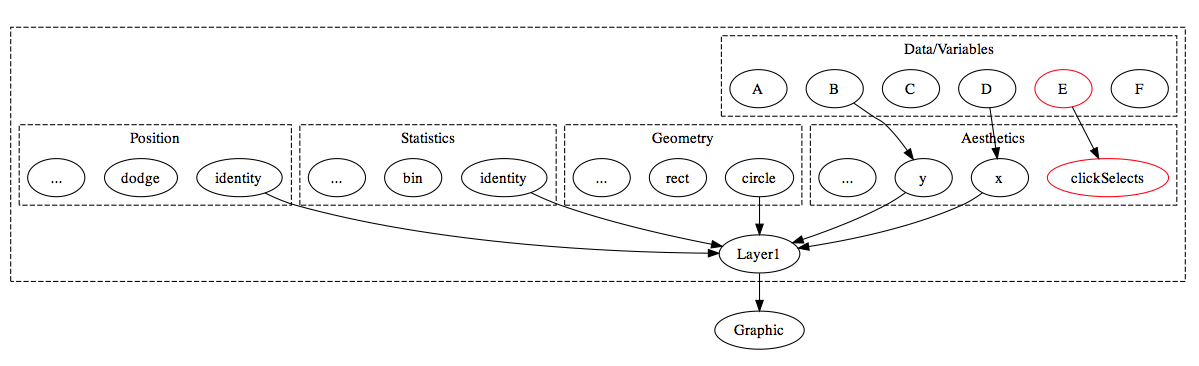 Data/Variables
A B C D E F
Position Statistics Geometry Aesthetics
... dodge identity ... bin identity ... rect circle ... y x clickSelects
Layer1
Graphic